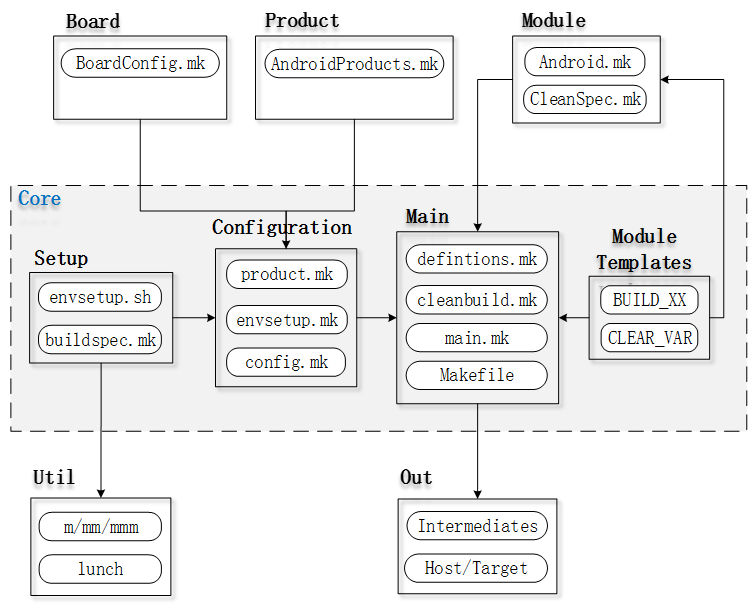 Board
Product
Module
BoardConfig.mk
AndroidProducts.mk
Android.mk
CleanSpec.mk
Core
Setup
envsetup.sh
buildspec.mk
Configuration
product.mk
envsetup.mk
config.mk
Main
defintions.mk
cleanbuild.mk
main.mk
Makefile
Module
Templates
BUILD_XX
CLEAR_VAR
Util
m/mm/mmm
lunch
Out
Intermediates
Host/Target